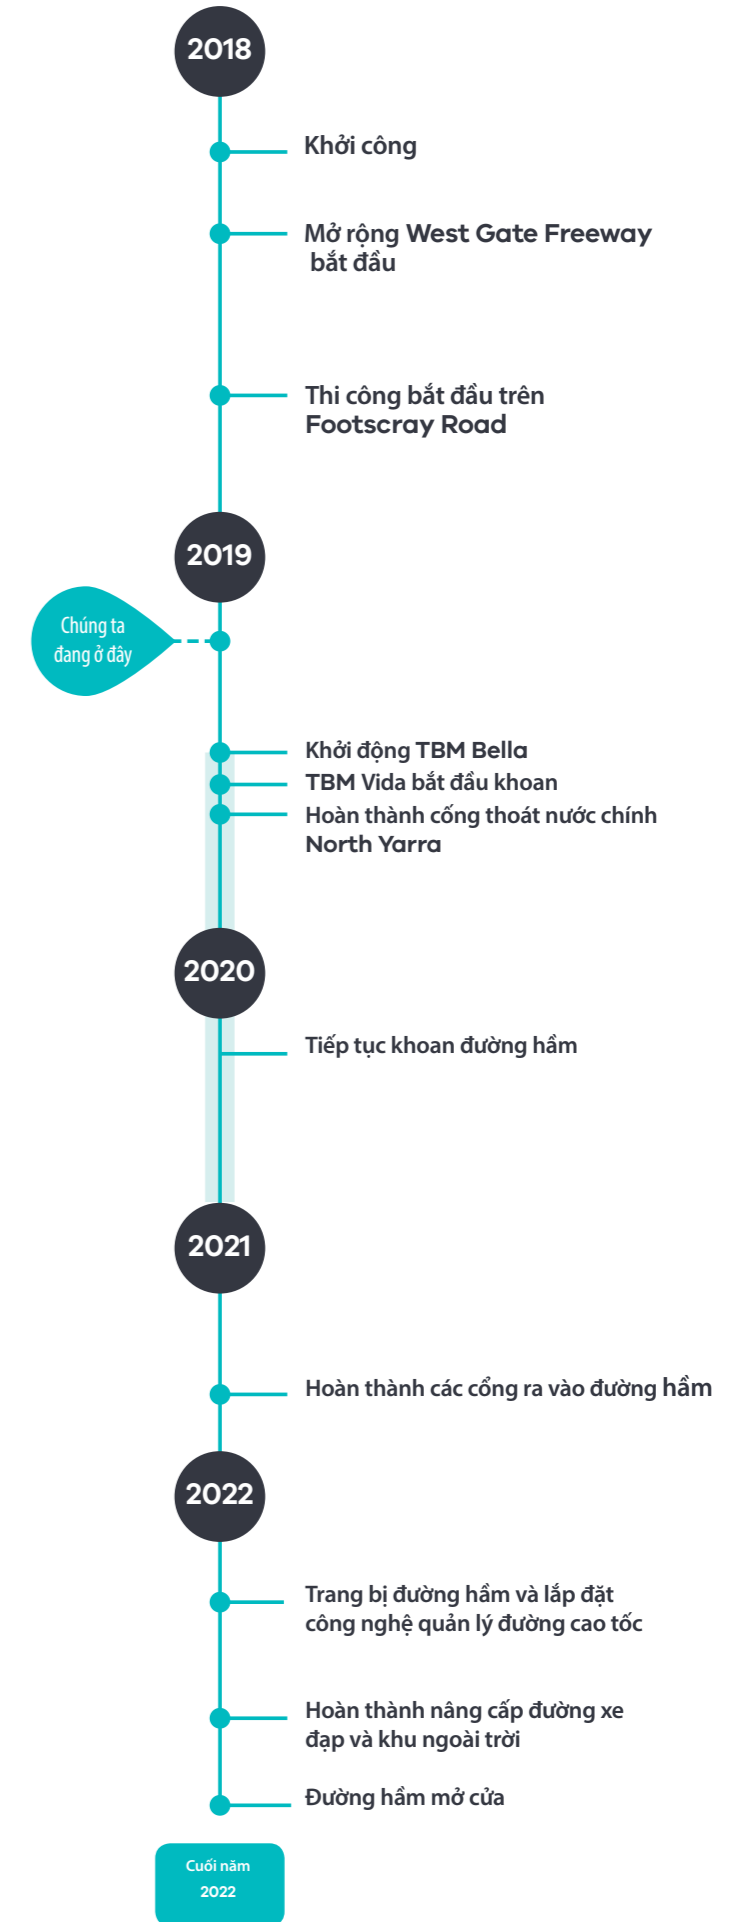 2018
Khởi công
Mở rộng West Gate Freeway
bắt đầu
Thi công bắt đầu trên
Footscray Road
2019
Chúng ta
đang ở đây
Khởi động TBM Bella
TBM Vida bắt đầu khoan
Hoàn thành cống thoát nước chính
North Yarra
2020
Tiếp tục khoan đường hầm
2021
Hoàn thành các cổng ra vào đường hầm
2022
Trang bị đường hầm và lắp đặt
công nghệ quản lý đường cao tốc
Hoàn thành nâng cấp đường xe
đạp và khu ngoài trời
Đường hầm mở cửa
Cuối năm
2022